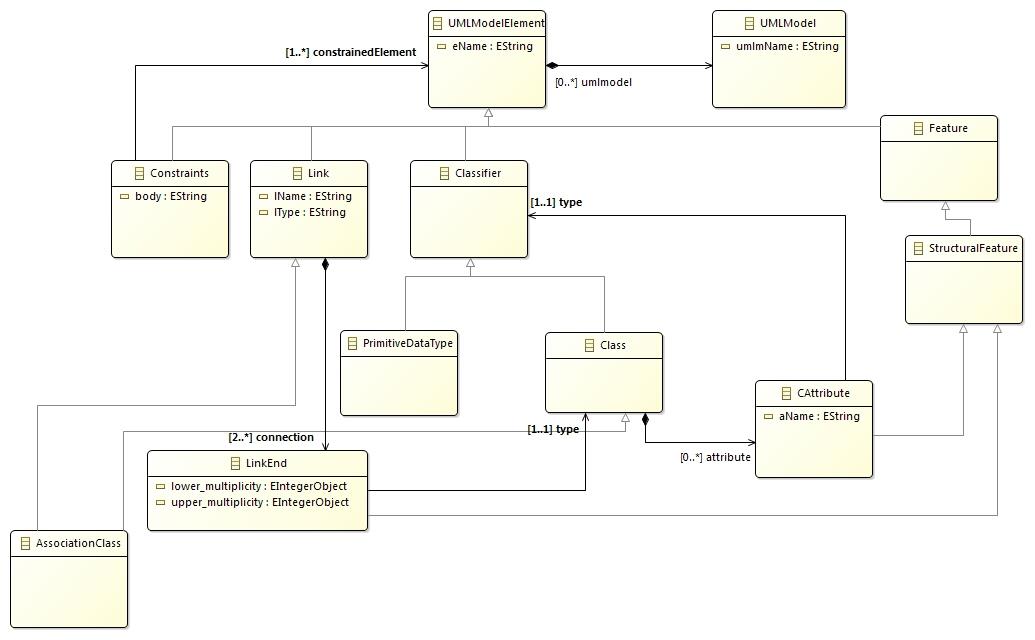 UMLModelElement
eName : EString
UMLModel
umlmName : EString
[1..*] constrainedElement
[0..*] umlmodel
Feature
Constraints
body : EString
Link
lName : EString
lType : EString
Classifier
[1..1] type
StructuralFeature
PrimitiveDataType
Class
CAttribute
aName : EString
[2..*] connection
[1..1] type
[0..*] attribute
LinkEnd
lower_multiplicity : EIntegerObject
upper_multiplicity : EIntegerObject
AssociationClass